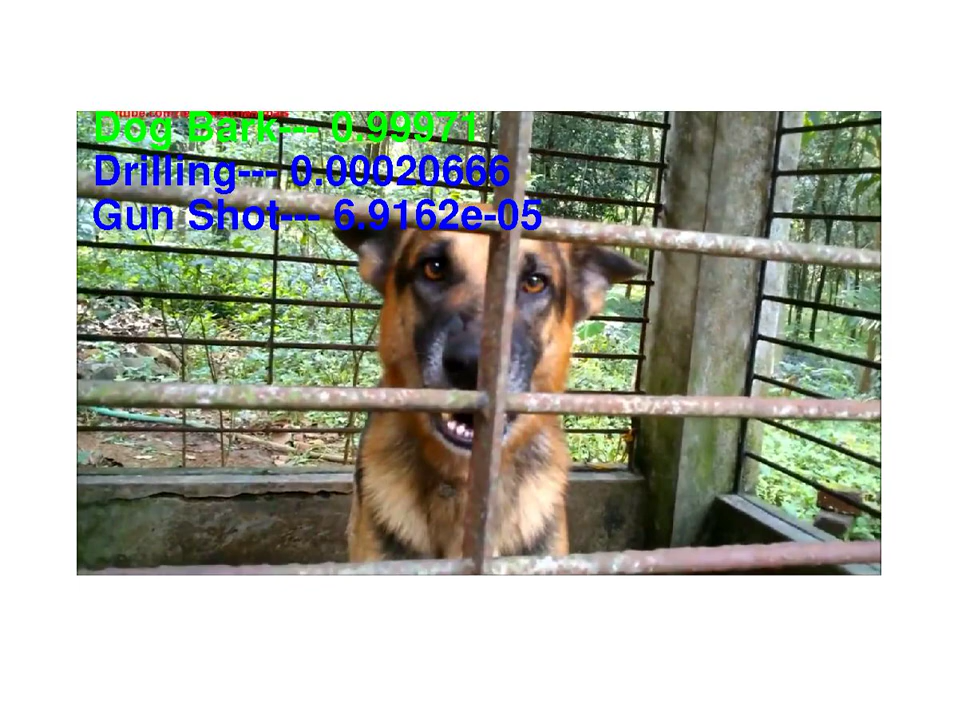 Dog Bark--- 0.99971
Drilling--- 0.00020666
Gun Shot--- 6.9162e-05